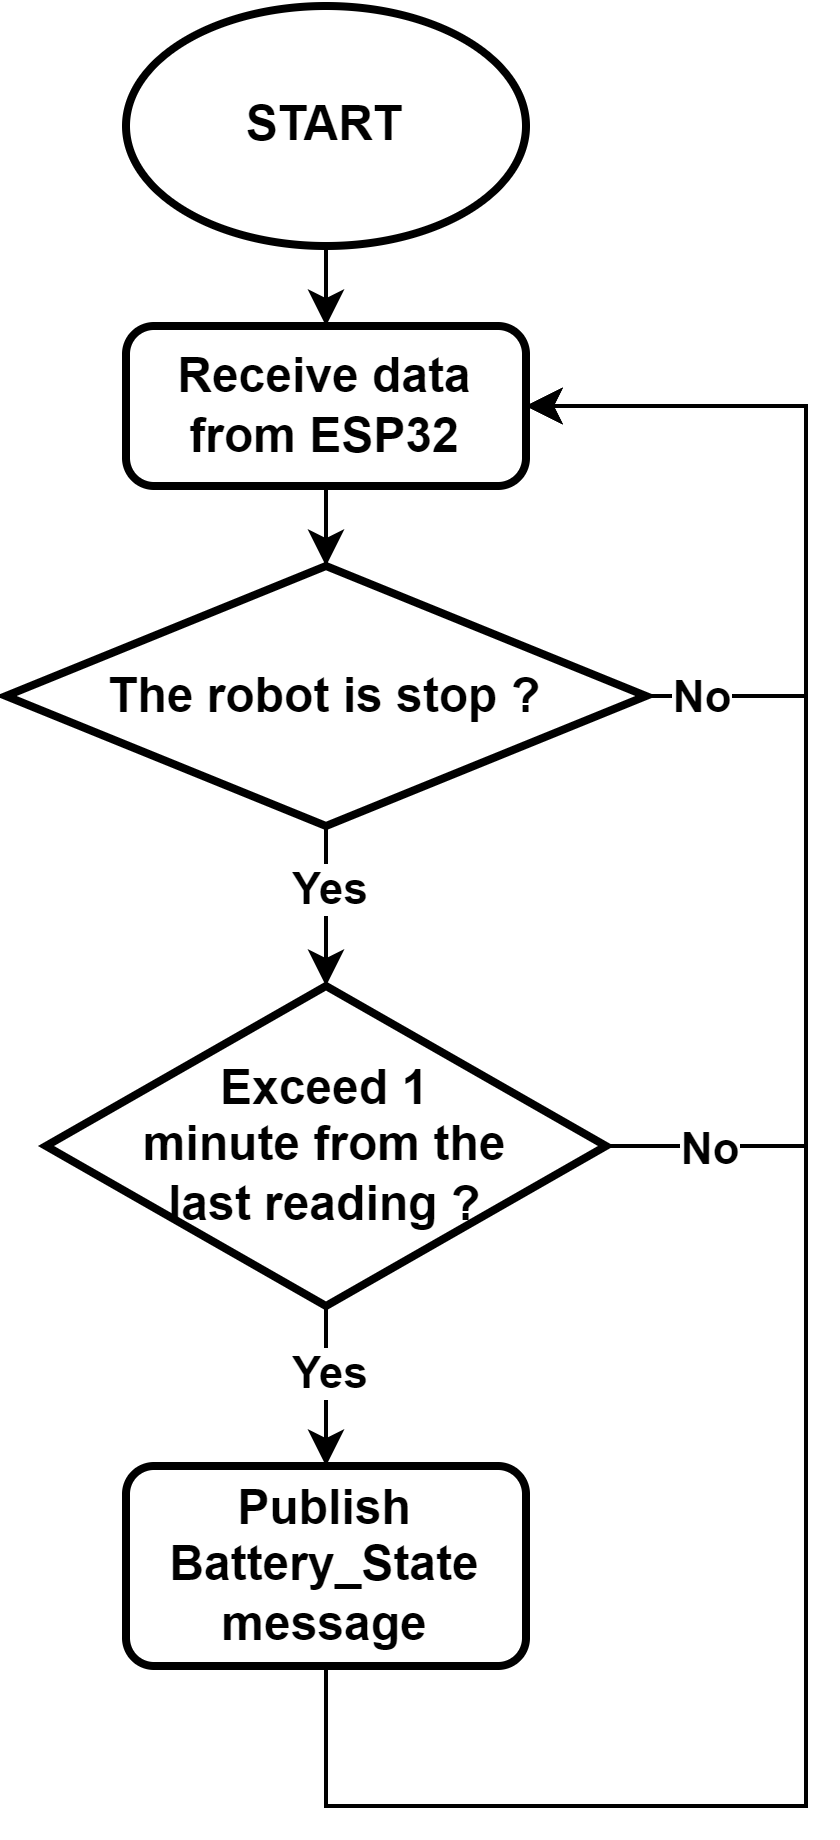 START
Receive data
from ESP32
The robot is stop ?
No
Yes
Exceed 1
minute from the
last reading ?
No
Yes
Publish
Battery_State
message